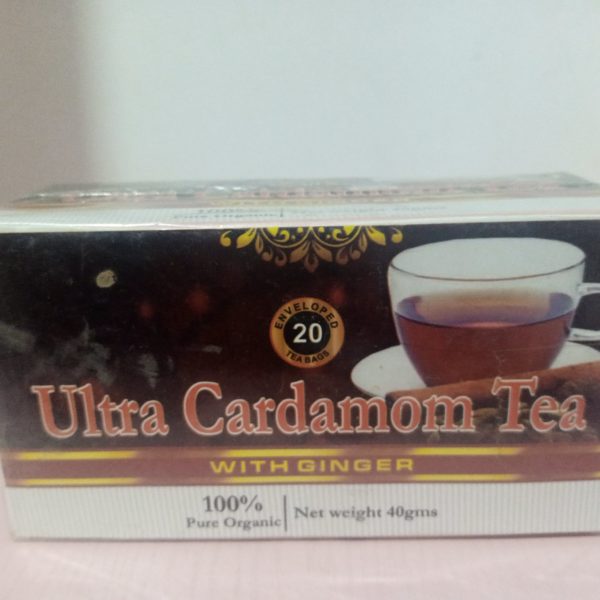 ENVELOPED
20
TEA BAGS
Ultra Cardamom Tea
WITH GINGER
100%
Pure Organic
Net weight 40gms